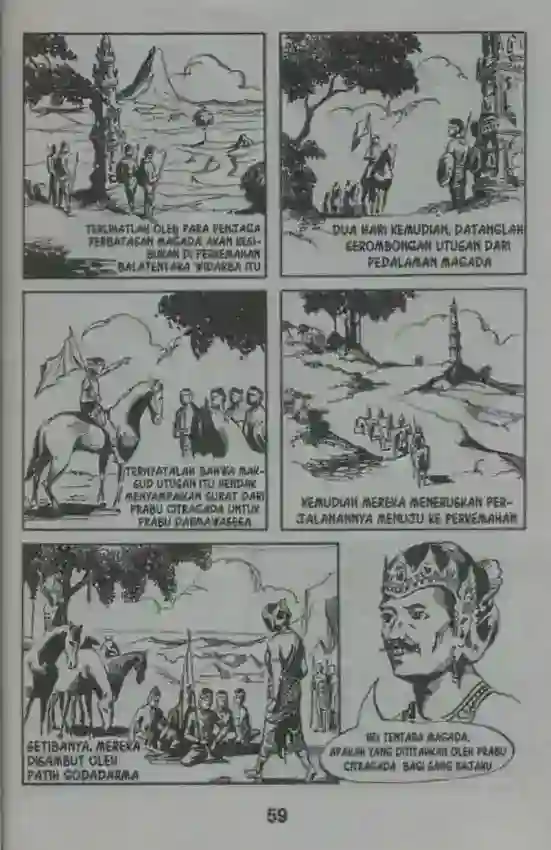 TERLIHATLAH OLEH PARA PENJAGA
PERBATASAN MAGADA AKAN KESI-
BUKAN DI PERKEMAHAN
BALATENTARA WIDARBA ITU
DUA HARI KEMUDIAN, DATANGLAH
SEROMBONGAN UTUSAN DARI
PEDALAMAN MAGADA
TERNYATALAH BAHWA MAK-
SUD UTUSAN ITU HENDAK
MENYAMPAIKAN SURAT DARI
PRABU CITRAGADA UNTUK
PRABU DARMAWASESA
KEMUDIAN MEREKA MENERUSKAN PER-
JALANANNYA MENUJU KE PERKEMAHAN
SETIBANYA, MEREKA
DISAMBUT OLEH
PATIH SODADARMA
HEI TENTARA MAGADA,
APAKAH YANG DITITAHKAN OLEH PRABU
CITRAGADA BAGI SANG RAJAKU
59